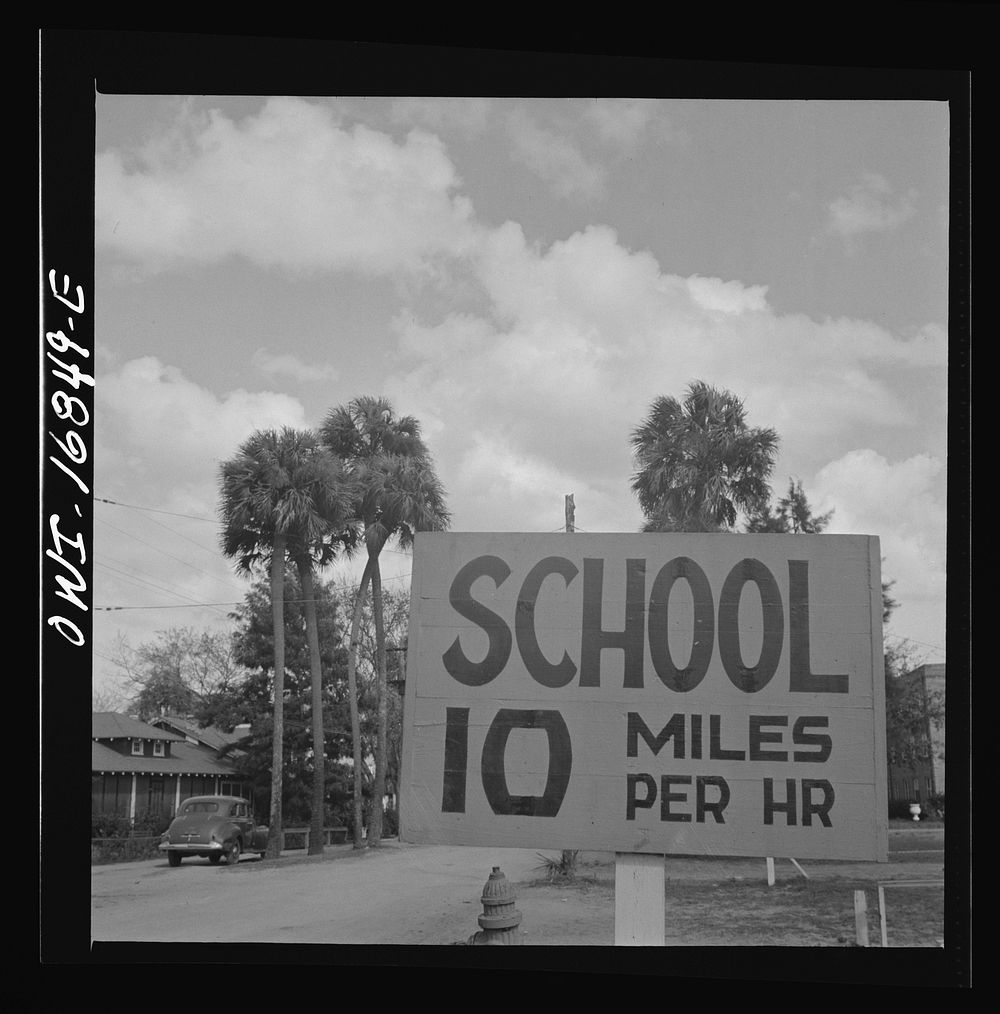 OWI-16849-E
SCHOOL
10 MILES
PER HR